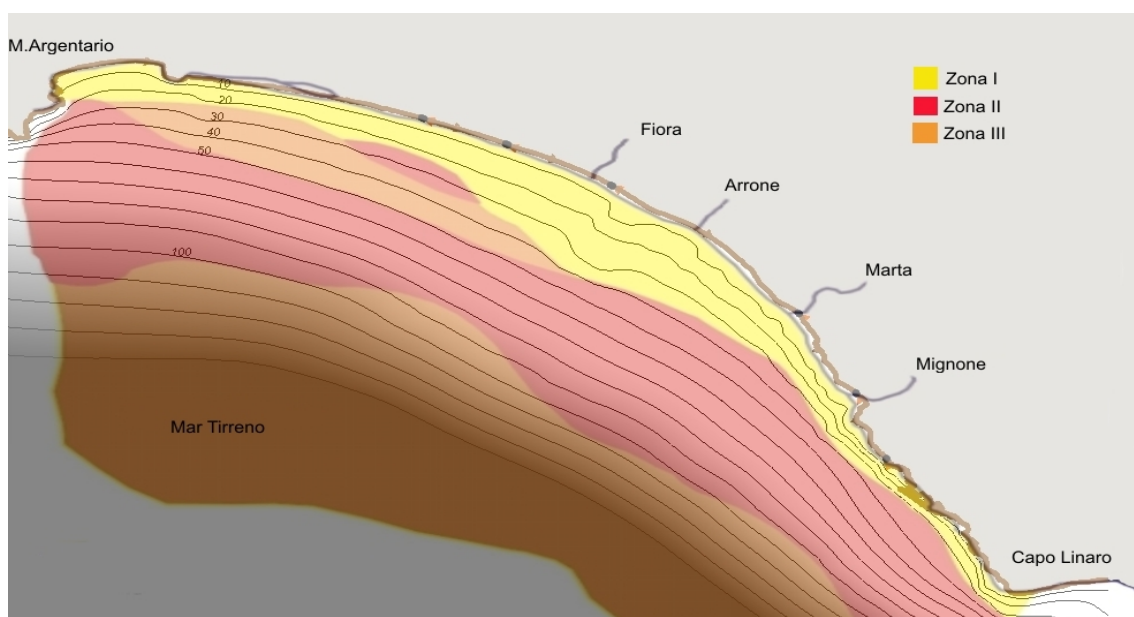 M.Argentario
Zona I
Zona II
Zona III
10
20
30
40
50
100
Fiora
Arrone
Marta
Mignone
Mar Tirreno
Capo Linaro